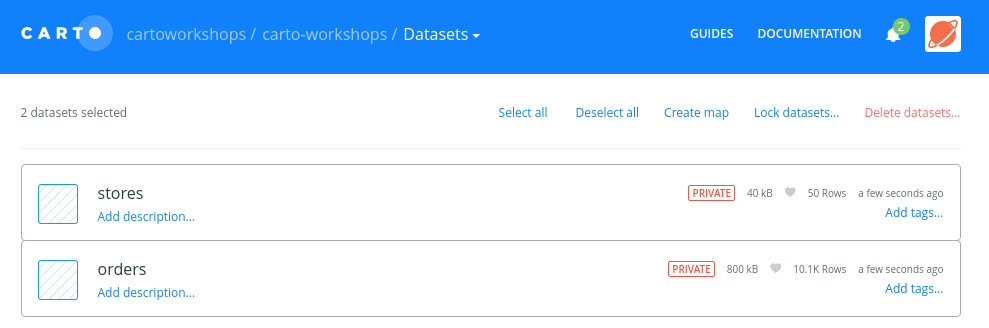 CARTO cartoworkshops / carto-workshops / Datasets GUIDES DOCUMENTATION 2
2 datasets selected Select all Deselect all Create map Lock datasets... Delete datasets...
stores PRIVATE 40 kB 50 Rows a few seconds ago
Add description... Add tags...
orders PRIVATE 800 kB 10.1K Rows a few seconds ago
Add description... Add tags...